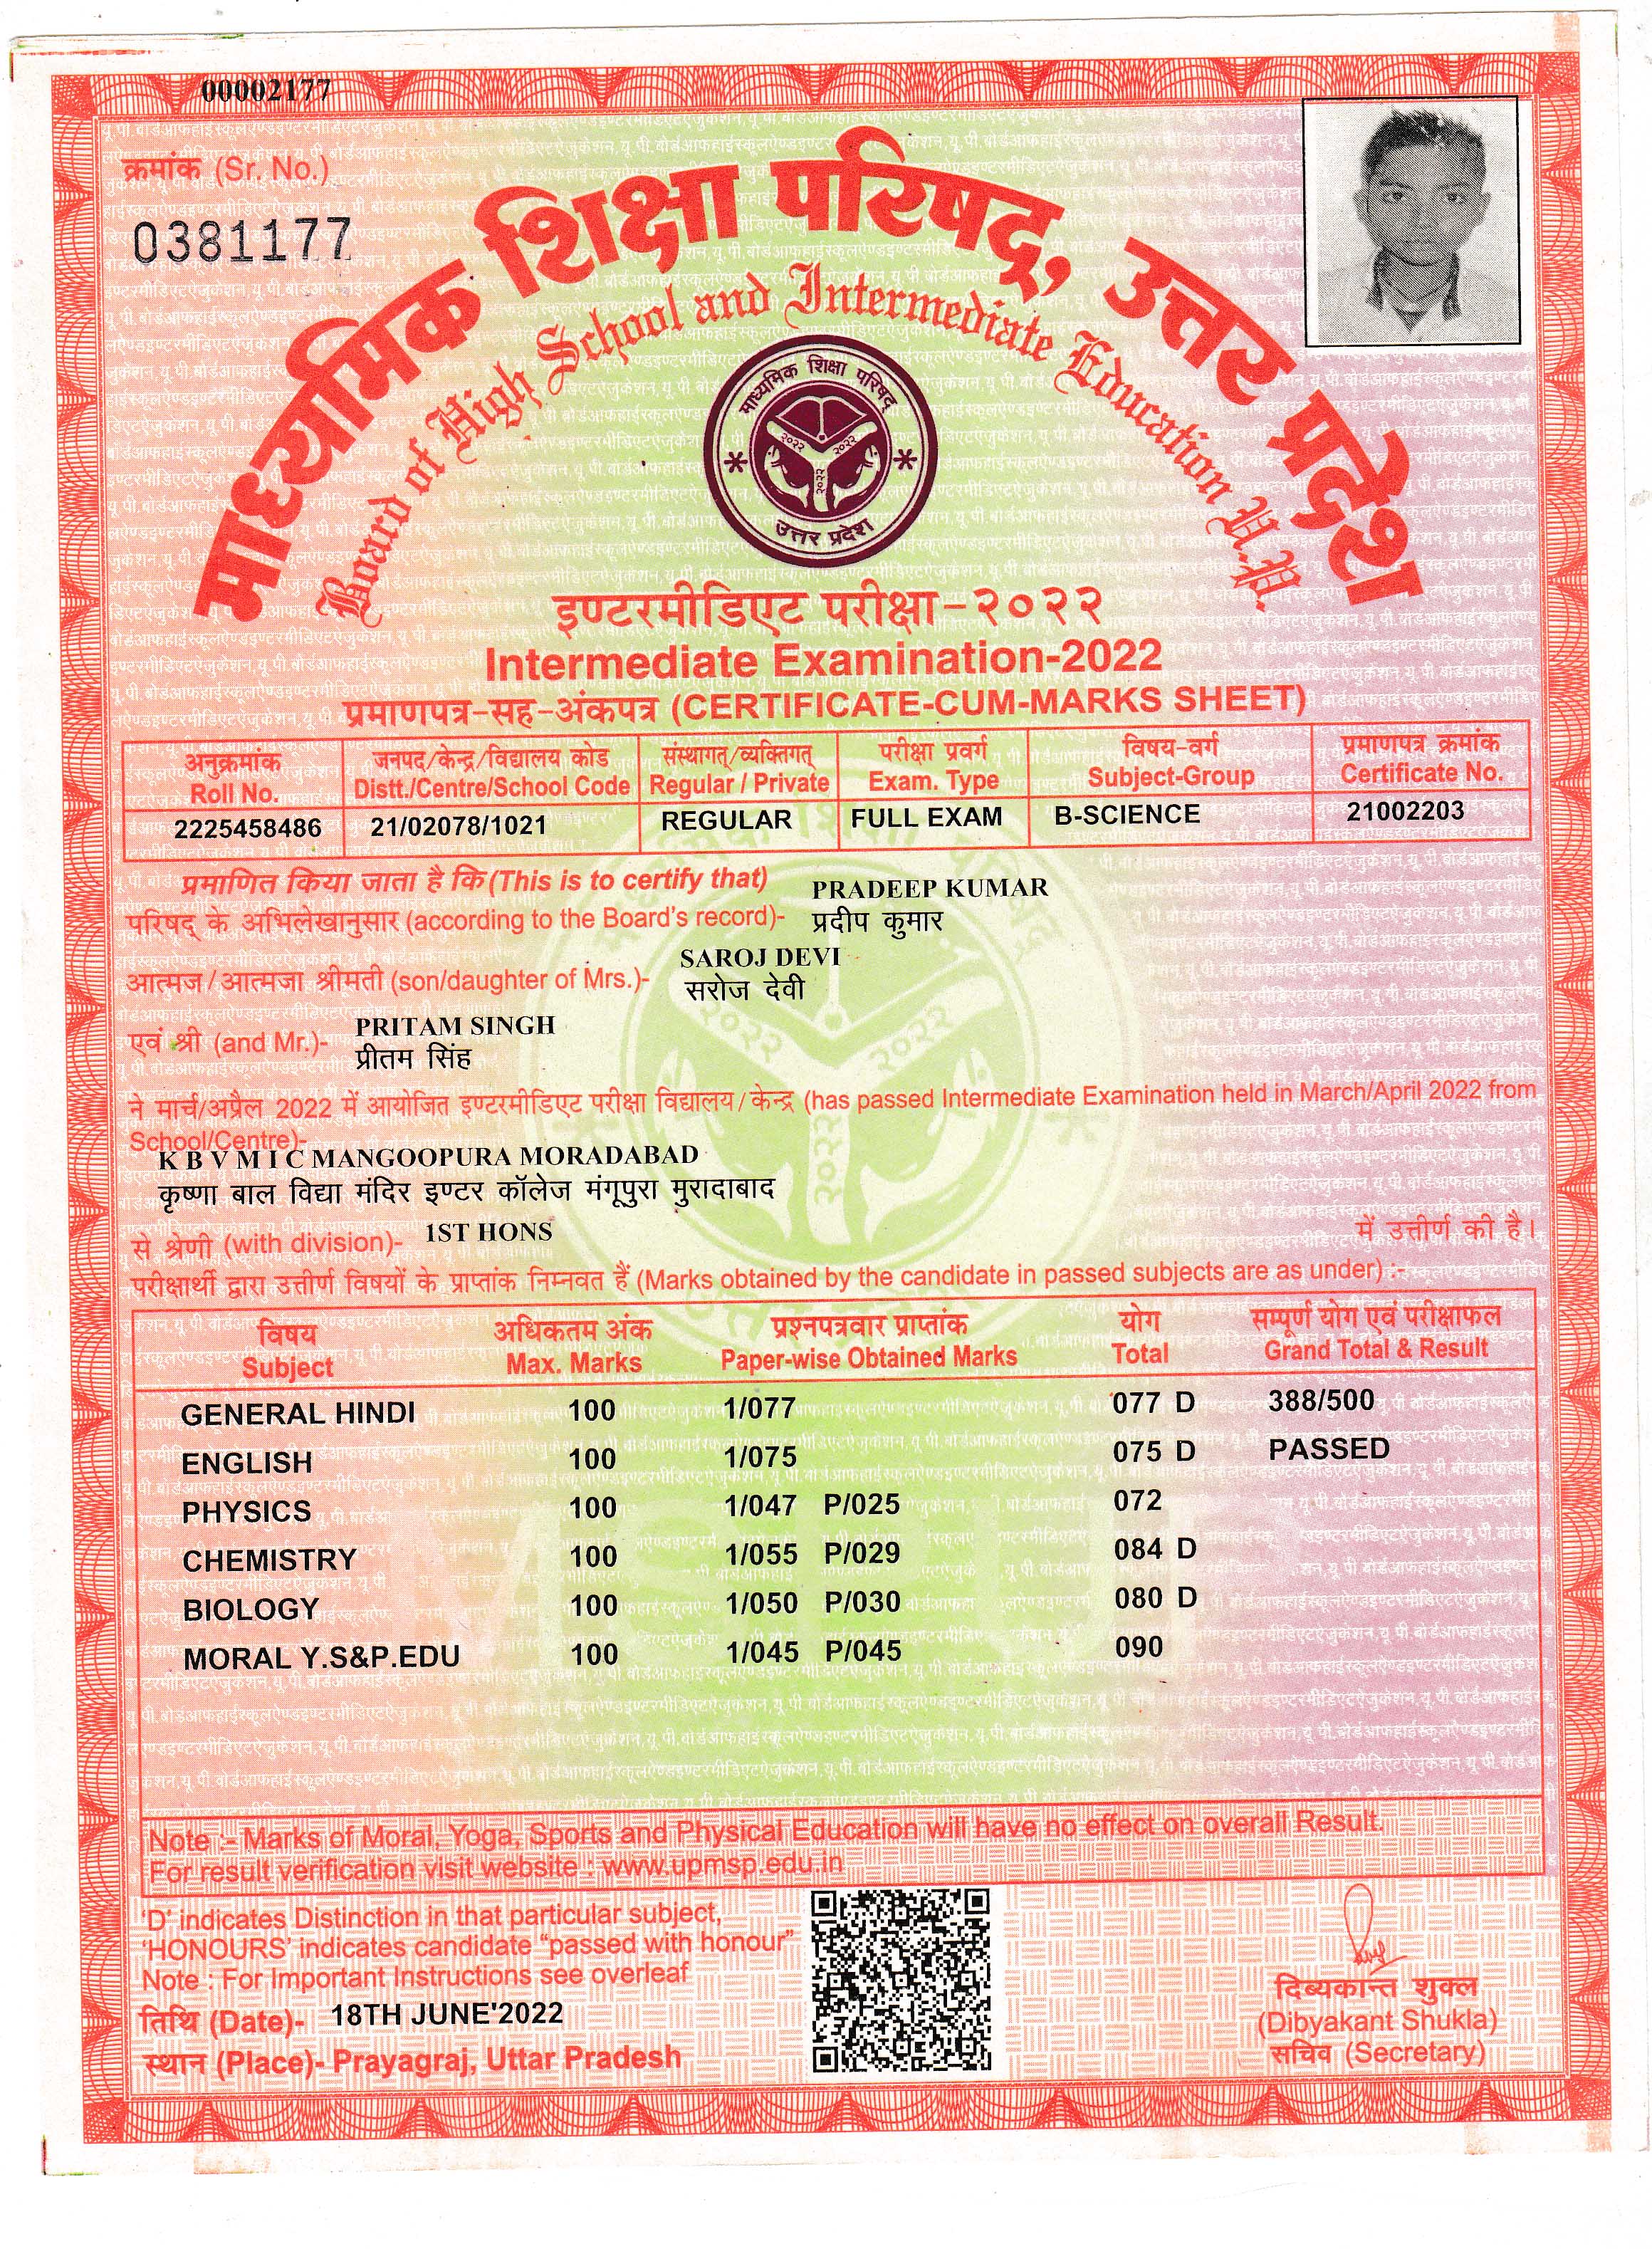 00002177
क्रमांक (Sr. No.)
0381177
माध्यमिक शिक्षा परिषद्, उत्तर प्रदेश
Board of High School and Intermediate Education U.P.
माध्यमिक शिक्षा परिषद्
२०२२ २०२२
२०२२
उत्तर प्रदेश
इण्टरमीडिएट परीक्षा-२०२२
Intermediate Examination-2022
प्रमाणपत्र-सह-अंकपत्र (CERTIFICATE-CUM-MARKS SHEET)
अनुक्रमांक जनपद/केन्द्र/विद्यालय कोड संस्थागत्/व्यक्तिगत् परीक्षा प्रवर्ग विषय-वर्ग प्रमाणपत्र क्रमांक
Roll No. Distt./Centre/School Code Regular / Private Exam. Type Subject-Group Certificate No.
2225458486 21/02078/1021 REGULAR FULL EXAM B-SCIENCE 21002203
प्रमाणित किया जाता है कि (This is to certify that) PRADEEP KUMAR
परिषद् के अभिलेखानुसार (according to the Board's record)- प्रदीप कुमार
SAROJ DEVI
आत्मज/आत्मजा श्रीमती (son/daughter of Mrs.)- सरोज देवी
PRITAM SINGH
एवं श्री (and Mr.)- प्रीतम सिंह
ने मार्च/अप्रैल 2022 में आयोजित इण्टरमीडिएट परीक्षा विद्यालय/केन्द्र (has passed Intermediate Examination held in March/April 2022 from
School/Centre)-
K B V M I C MANGOOPURA MORADABAD
कृष्णा बाल विद्या मंदिर इण्टर कॉलेज मंगूपुरा मुरादाबाद
से श्रेणी (with division)- 1ST HONS में उत्तीर्ण की है।
परीक्षार्थी द्वारा उत्तीर्ण विषयों के प्राप्तांक निम्नवत हैं (Marks obtained by the candidate in passed subjects are as under) :-
विषय अधिकतम अंक प्रश्नपत्रवार प्राप्तांक योग सम्पूर्ण योग एवं परीक्षाफल
Subject Max. Marks Paper-wise Obtained Marks Total Grand Total & Result
GENERAL HINDI 100 1/077 077 D 388/500
ENGLISH 100 1/075 075 D PASSED
PHYSICS 100 1/047 P/025 072
CHEMISTRY 100 1/055 P/029 084 D
BIOLOGY 100 1/050 P/030 080 D
MORAL Y.S&P.EDU 100 1/045 P/045 090
Note :- Marks of Moral, Yoga, Sports and Physical Education will have no effect on overall Result.
For result verification visit website : www.upmsp.edu.in
'D' indicates Distinction in that particular subject,
'HONOURS' indicates candidate "passed with honour"
Note : For Important Instructions see overleaf
तिथि (Date)- 18TH JUNE'2022
स्थान (Place)- Prayagraj, Uttar Pradesh
दिब्यकान्त शुक्ल
(Dibyakant Shukla)
सचिव (Secretary)